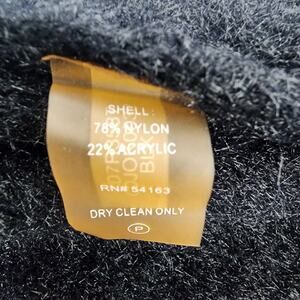 SHELL:
78% NYLON
22% ACRYLIC
RN# 54163
DRY CLEAN ONLY
P